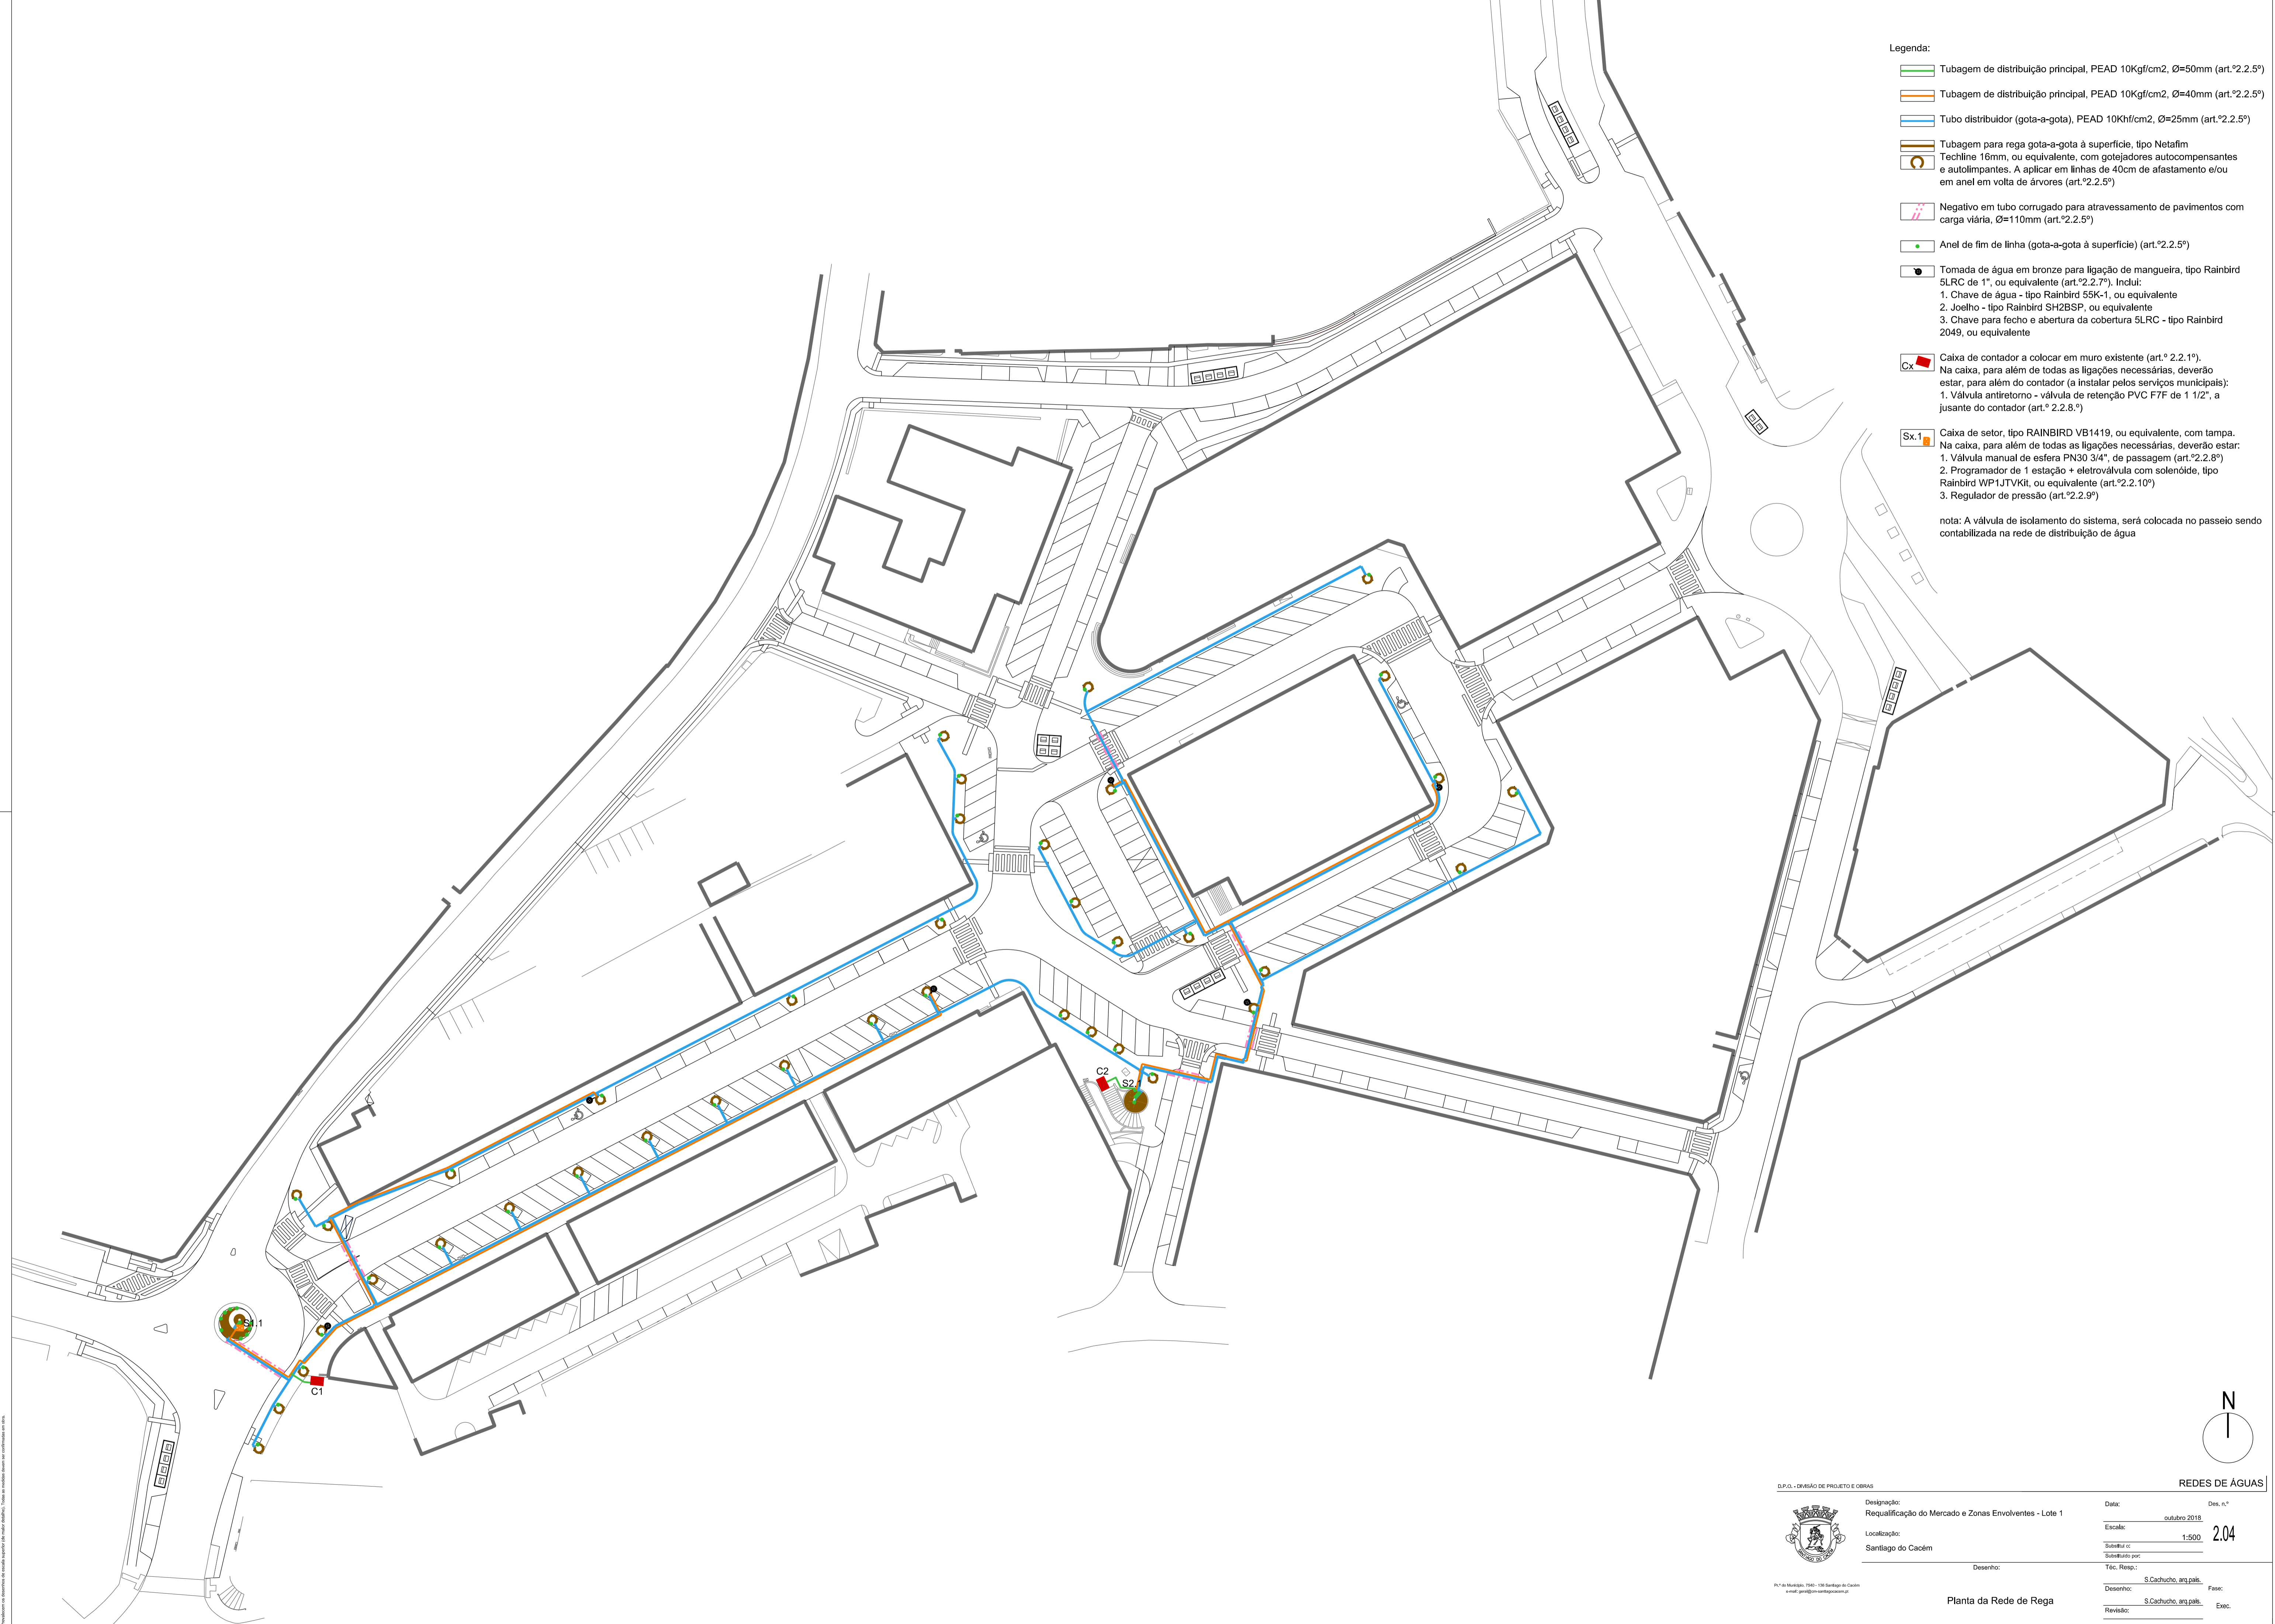 Legenda:
Tubagem de distribuição principal, PEAD 10Kgf/cm2, Ø=50mm (art.º2.2.5º)
Tubagem de distribuição principal, PEAD 10Kgf/cm2, Ø=40mm (art.º2.2.5º)
Tubo distribuidor (gota-a-gota), PEAD 10Khf/cm2, Ø=25mm (art.º2.2.5º)
Tubagem para rega gota-a-gota à superfície, tipo Netafim
Techline 16mm, ou equivalente, com gotejadores autocompensantes
e autolimpantes. A aplicar em linhas de 40cm de afastamento e/ou
em anel em volta de árvores (art.º2.2.5º)
Negativo em tubo corrugado para atravessamento de pavimentos com
carga viária, Ø=110mm (art.º2.2.5º)
Anel de fim de linha (gota-a-gota à superfície) (art.º2.2.5º)
Tomada de água em bronze para ligação de mangueira, tipo Rainbird
5LRC de 1", ou equivalente (art.º2.2.7º). Inclui:
1. Chave de água - tipo Rainbird 55K-1, ou equivalente
2. Joelho - tipo Rainbird SH2BSP, ou equivalente
3. Chave para fecho e abertura da cobertura 5LRC - tipo Rainbird
2049, ou equivalente
Cx
Caixa de contador a colocar em muro existente (art.º 2.2.1º).
Na caixa, para além de todas as ligações necessárias, deverão
estar, para além do contador (a instalar pelos serviços municipais):
1. Válvula antiretorno - válvula de retenção PVC F7F de 1 1/2", a
jusante do contador (art.º 2.2.8.º)
Sx.1
Caixa de setor, tipo RAINBIRD VB1419, ou equivalente, com tampa.
Na caixa, para além de todas as ligações necessárias, deverão estar:
1. Válvula manual de esfera PN30 3/4", de passagem (art.º2.2.8º)
2. Programador de 1 estação + eletroválvula com solenóide, tipo
Rainbird WP1JTVKit, ou equivalente (art.º2.2.10º)
3. Regulador de pressão (art.º2.2.9º)
nota: A válvula de isolamento do sistema, será colocada no passeio sendo
contabilizada na rede de distribuição de água
C2
S2.1
S1.1
C1
N
REDES DE ÁGUAS
D.P.O. - DIVISÃO DE PROJETO E OBRAS
Designação:
Requalificação do Mercado e Zonas Envolventes - Lote 1
Localização:
Santiago do Cacém
Data:
outubro 2018
Escala:
1:500
Substitui o:
Substituído por:
Des. n.º
2.04
Desenho:
Planta da Rede de Rega
Téc. Resp.:
S.Cachucho, arq.pais.
Desenho:
S.Cachucho, arq.pais.
Revisão:
Fase:
Exec.